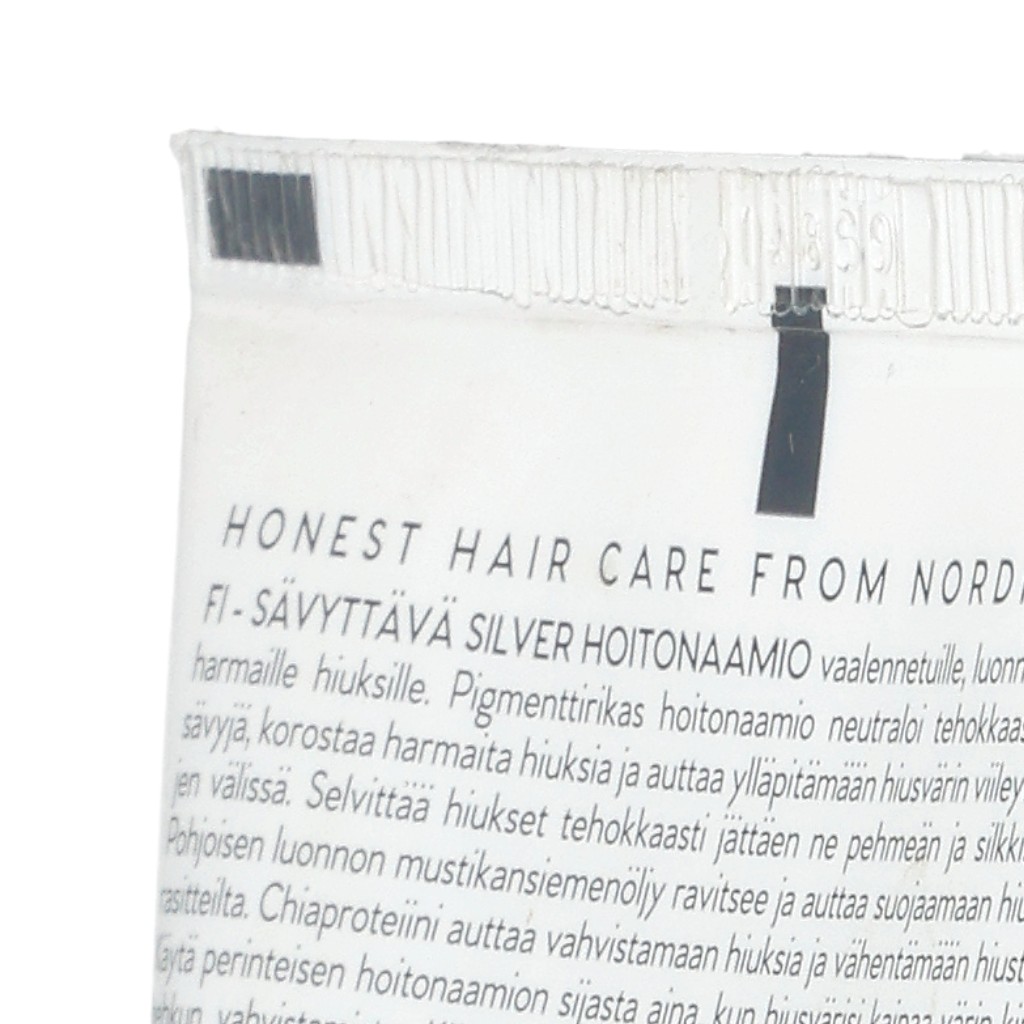 HONEST HAIR CARE FROM
FI - SÄVYTTÄVÄ SILVER HOITONAAMIO vaalennetuille,
harmaille hiuksille. Pigmenttirikas hoitonaamio neutraloi
sävyjä, korostaa harmaita hiuksia ja auttaa ylläpitämään hiusvärin
jen välissä. Selvittää hiukset tehokkaasti jättäen ne pehmeän ja
Pohjoisen luonnon mustikansiemenöljy ravitsee ja auttaa suojaamaan
rasitteilta. Chiaproteiini auttaa vahvistamaan hiuksia ja vähentämään
Käytä perinteisen hoitonaamion sijasta aina, kun hiusvärisi kaipaa värin